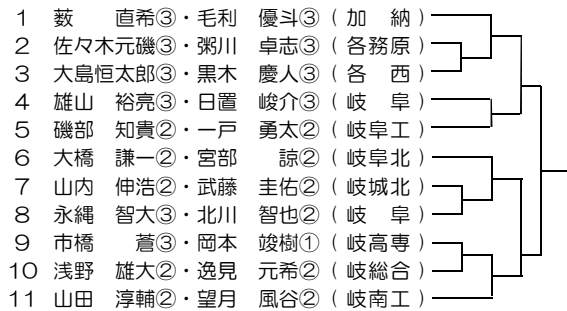 1 薮 直希③・毛利 優斗③(加 納)
2 佐々木元磯③・粥川 卓志③(各務原)
3 大島恒太郎③・黒木 慶人③(各 西)
4 雄山 裕亮③・日置 峻介③(岐 阜)
5 磯部 知貴②・一戸 勇太②(岐阜工)
6 大橋 謙一②・宮部 諒②(岐阜北)
7 山内 伸浩②・武藤 圭佑②(岐城北)
8 永縄 智大③・北川 智也②(岐 阜)
9 市橋 蒼③・岡本 竣樹①(岐高専)
10 浅野 雄大②・逸見 元希②(岐総合)
11 山田 淳輔②・望月 風谷②(岐南工)